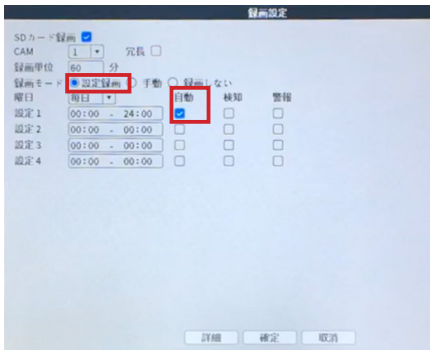 録画設定
SDカード録画
CAM 1 冗長
録画単位 60 分
録画モード 設定録画 手動 録画しない
曜日 毎日 自動 検知 警報
設定1 00:00 - 24:00
設定2 00:00 - 00:00
設定3 00:00 - 00:00
設定4 00:00 - 00:00
詳細 確定 取消